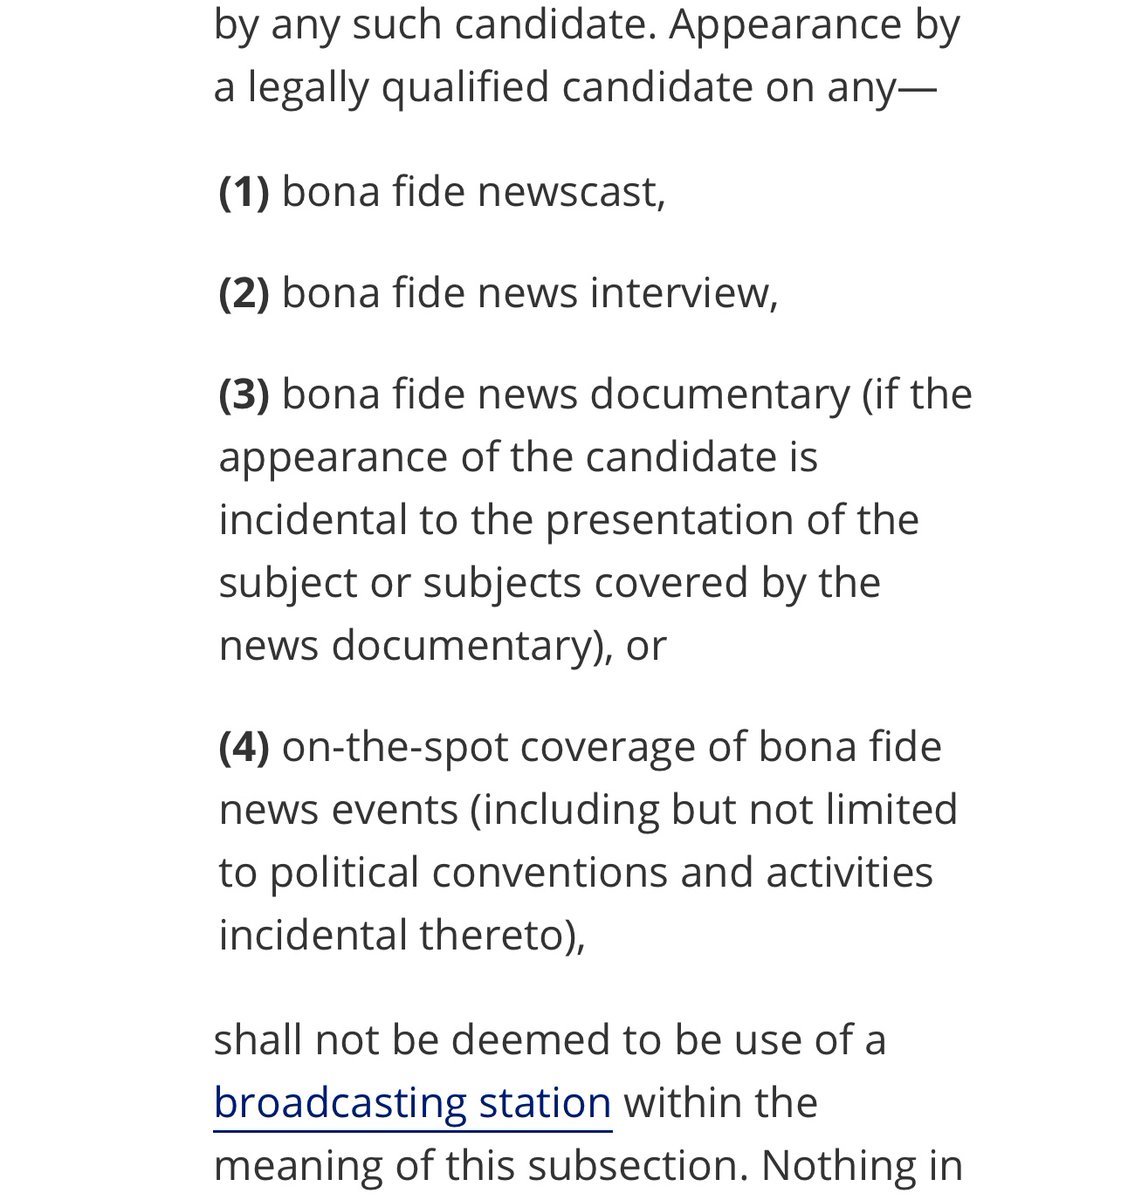 by any such candidate. Appearance by
a legally qualified candidate on any—
(1) bona fide newscast,
(2) bona fide news interview,
(3) bona fide news documentary (if the
appearance of the candidate is
incidental to the presentation of the
subject or subjects covered by the
news documentary), or
(4) on-the-spot coverage of bona fide
news events (including but not limited
to political conventions and activities
incidental thereto),
shall not be deemed to be use of a
broadcasting station within the
meaning of this subsection. Nothing in